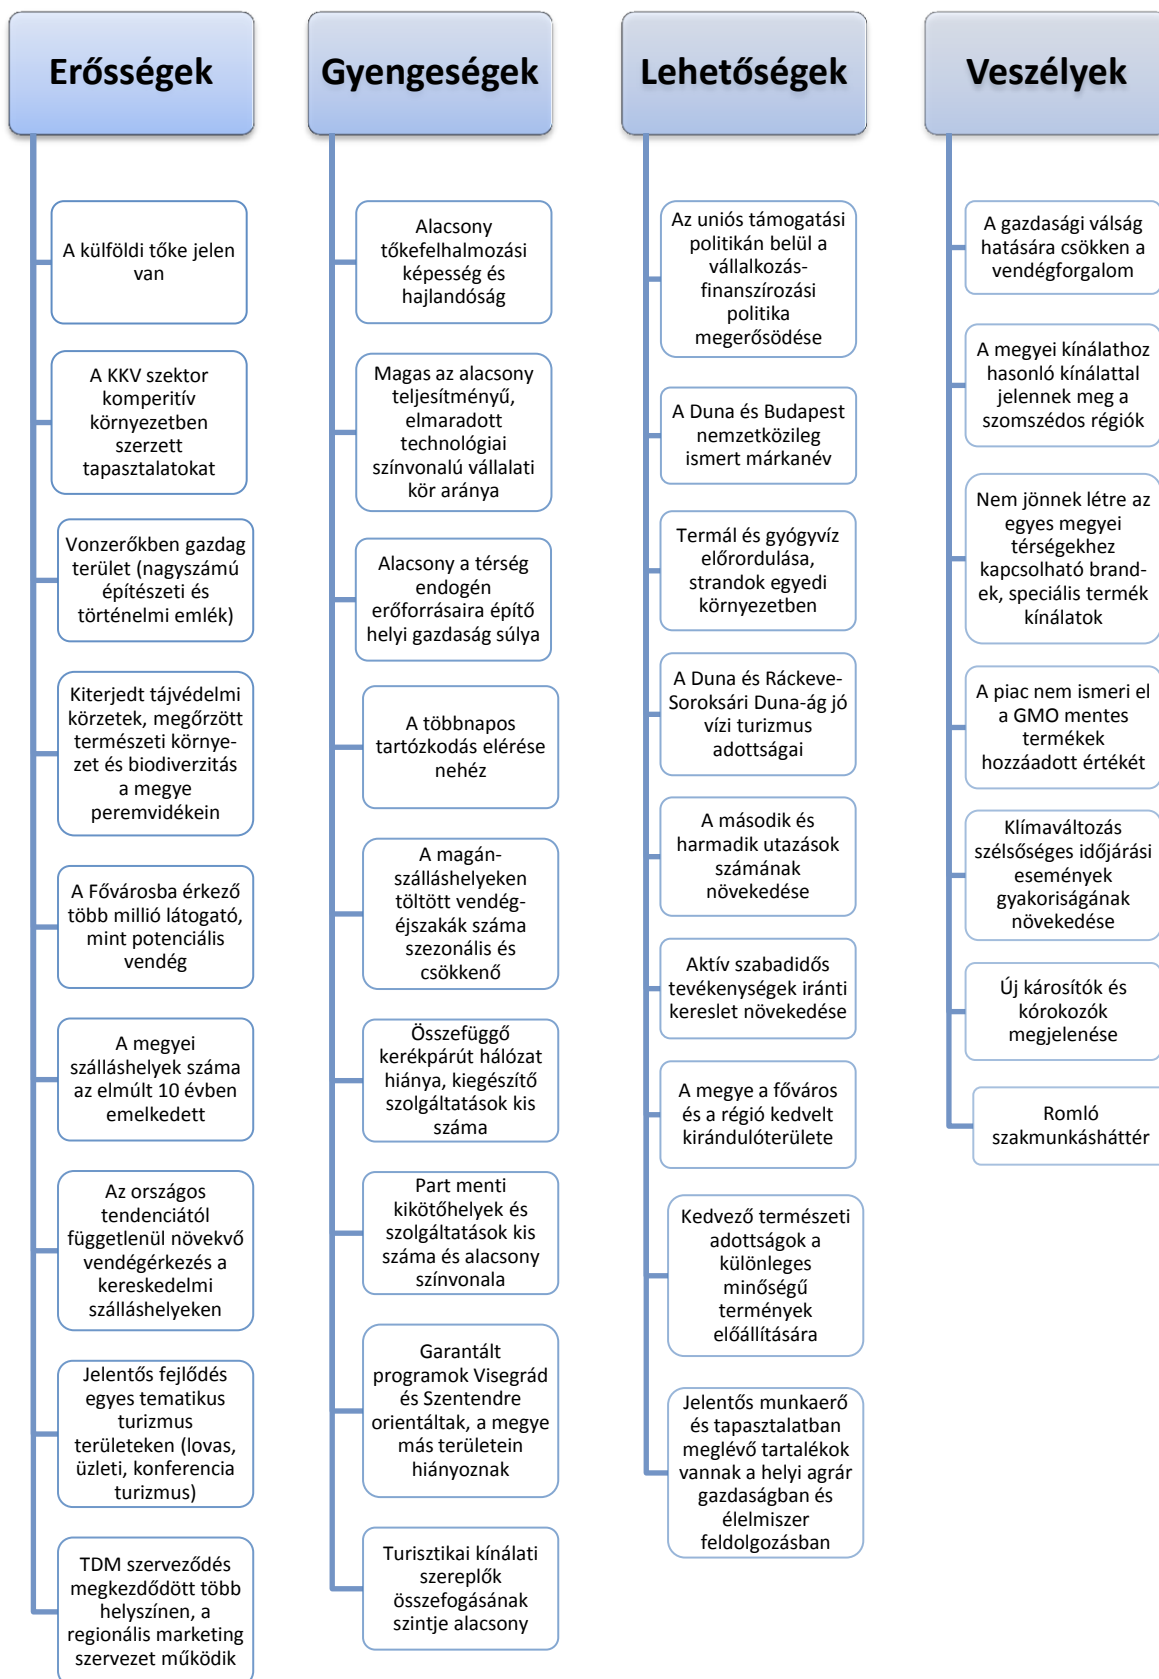 Erősségek
A külföldi tőke jelen
van
A KKV szektor
komperitív
környezetben
szerzett
tapasztalatokat
Vonzerőkben gazdag
terület (nagyszámú
építészeti és
történelmi emlék)
Kiterjedt tájvédelmi
körzetek, megőrzött
természeti környe-
zet és biodiverzitás
a megye
peremvidékein
A Fővárosba érkező
több millió látogató,
mint potenciális
vendég
A megyei
szálláshelyek száma
az elmúlt 10 évben
emelkedett
Az országos
tendenciától
függetlenül növekvő
vendégérkezés a
kereskedelmi
szálláshelyeken
Jelentős fejlődés
egyes tematikus
turizmus
területeken (lovas,
üzleti, konferencia
turizmus)
TDM szerveződés
megkezdődött több
helyszínen, a
regionális marketing
szervezet működik
Gyengeségek
Alacsony
tőkefelhalmozási
képesség és
hajlandóság
Magas az alacsony
teljesítményű,
elmaradott
technológiai
színvonalú vállalati
kör aránya
Alacsony a térség
endogén
erőforrásaira építő
helyi gazdaság súlya
A többnapos
tartózkodás elérése
nehéz
A magán-
szálláshelyeken
töltött vendég-
éjszakák száma
szezonális és
csökkenő
Összefüggő
kerékpárút hálózat
hiánya, kiegészítő
szolgáltatások kis
száma
Part menti
kikötőhelyek és
szolgáltatások kis
száma és alacsony
színvonala
Garantált
programok Visegrád
és Szentendre
orientáltak, a megye
más területein
hiányoznak
Turisztikai kínálati
szereplők
összefogásának
szintje alacsony
Lehetőségek
Az uniós támogatási
politikán belül a
vállalkozás-
finanszírozási
politika
megerősödése
A Duna és Budapest
nemzetközileg
ismert márkanév
Termál és gyógyvíz
előrordulása,
strandok egyedi
környezetben
A Duna és Ráckeve-
Soroksári Duna-ág jó
vízi turizmus
adottságai
A második és
harmadik utazások
számának
növekedése
Aktív szabadidős
tevékenységek iránti
kereslet növekedése
A megye a főváros
és a régió kedvelt
kirándulóterülete
Kedvező természeti
adottságok a
különleges
minőségű
termények
előállítására
Jelentős munkaerő
és tapasztalatban
meglévő tartalékok
vannak a helyi agrár
gazdaságban és
élelmiszer
feldolgozásban
Veszélyek
A gazdasági válság
hatására csökken a
vendégforgalom
A megyei kínálathoz
hasonló kínálattal
jelennek meg a
szomszédos régiók
Nem jönnek létre az
egyes megyei
térségekhez
kapcsolható brand-
ek, speciális termék
kínálatok
A piac nem ismeri el
a GMO mentes
termékek
hozzáadott értékét
Klímaváltozás
szélsőséges időjárási
események
gyakoriságának
növekedése
Új károsítók és
kórokozók
megjelenése
Romló
szakmunkásháttér